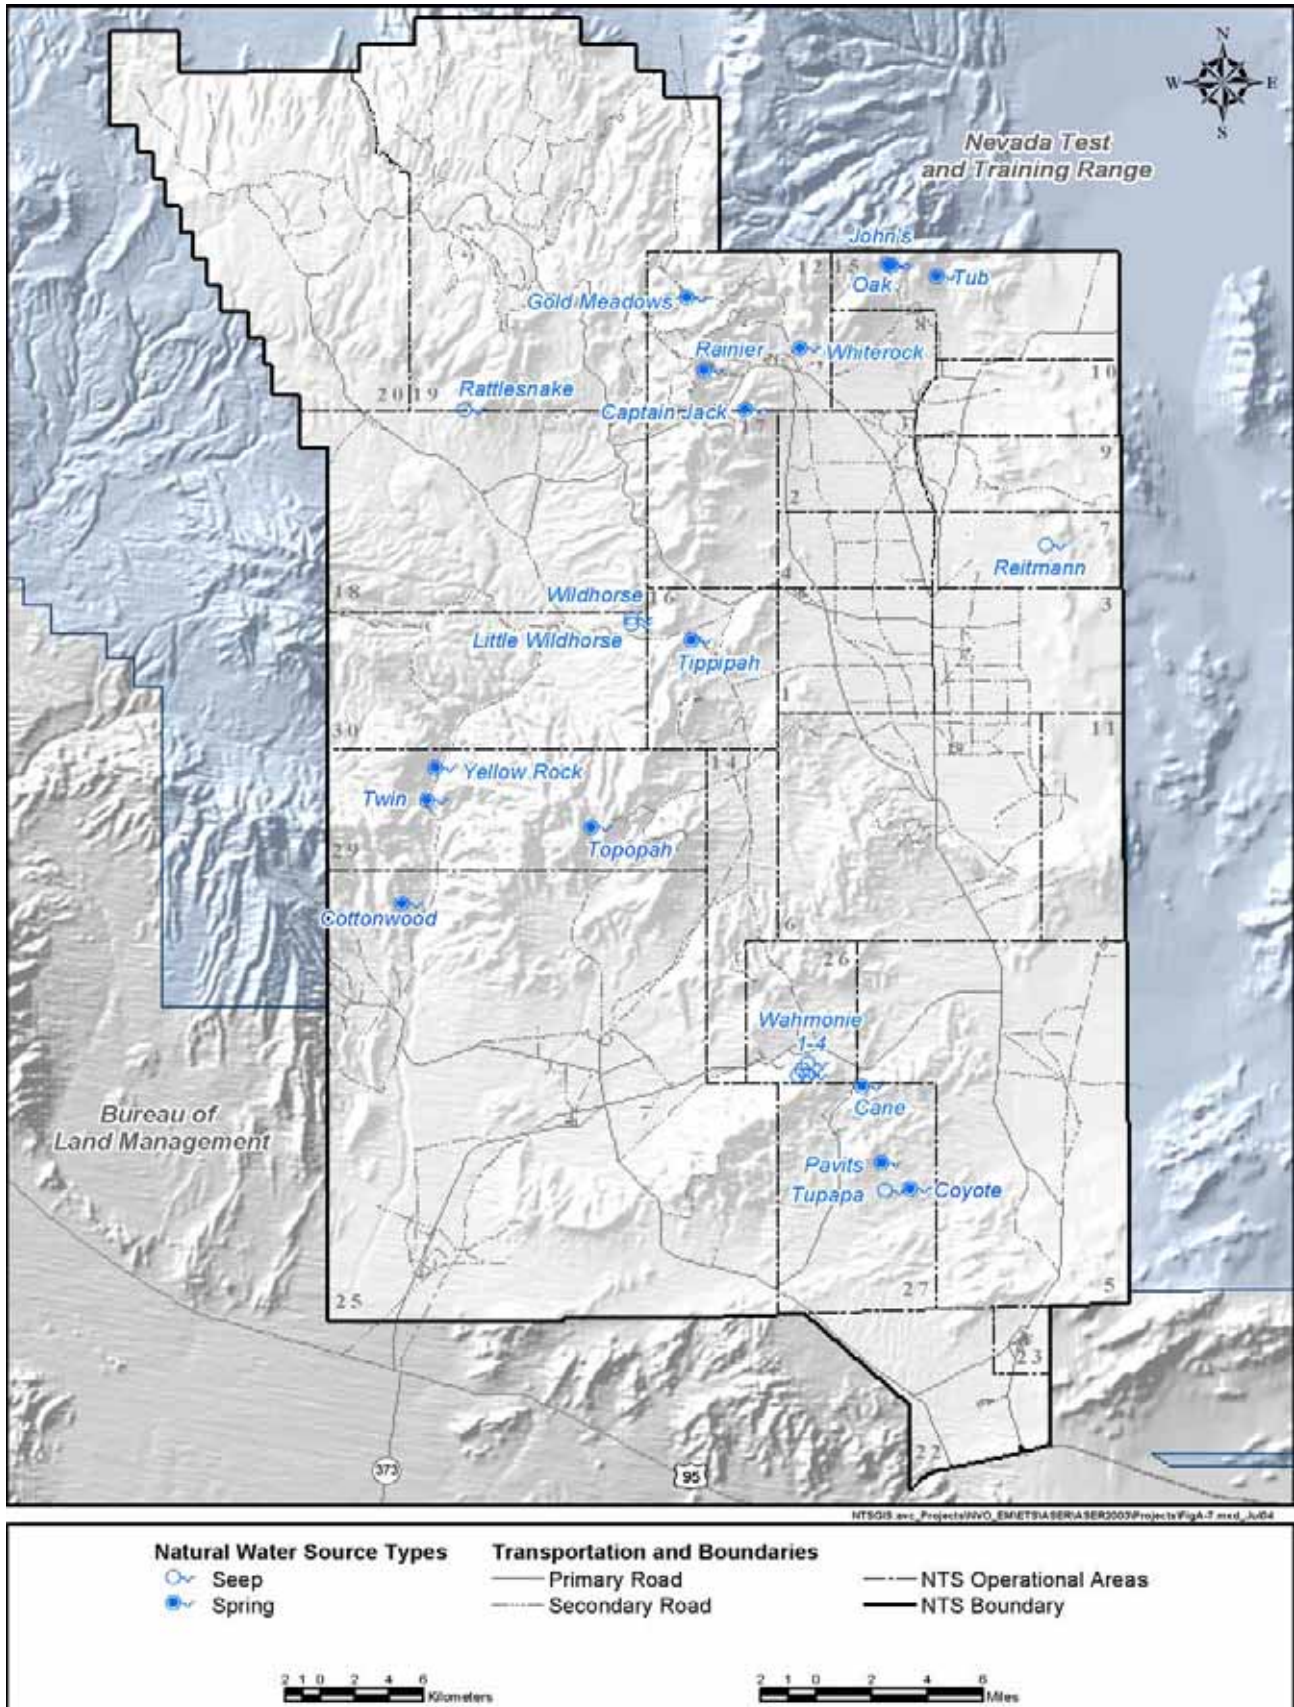 N
W E
S
Nevada Test
and Training Range
John's
12 15
Oak
Tub
Gold Meadows
8
Rainier
Whiterock
10
20 19
Rattlesnake
Captain Jack
17
9
2
7
Reitmann
4
18
Wildhorse
16
3
Little Wildhorse
Tippipah
1
30
11
14
Yellow Rock
Twin
Topopah
29
Cottonwood
6
26
Wahmonie
1-4
Cane
Bureau of
Land Management
Pavits
Tupapa
Coyote
25
27
5
23
22
373
95
Natural Water Source Types
Seep
Spring
Transportation and Boundaries
Primary Road
Secondary Road
NTS Operational Areas
NTS Boundary
2 1 0 2 4 6
Kilometers
2 1 0 2 4 6
Miles